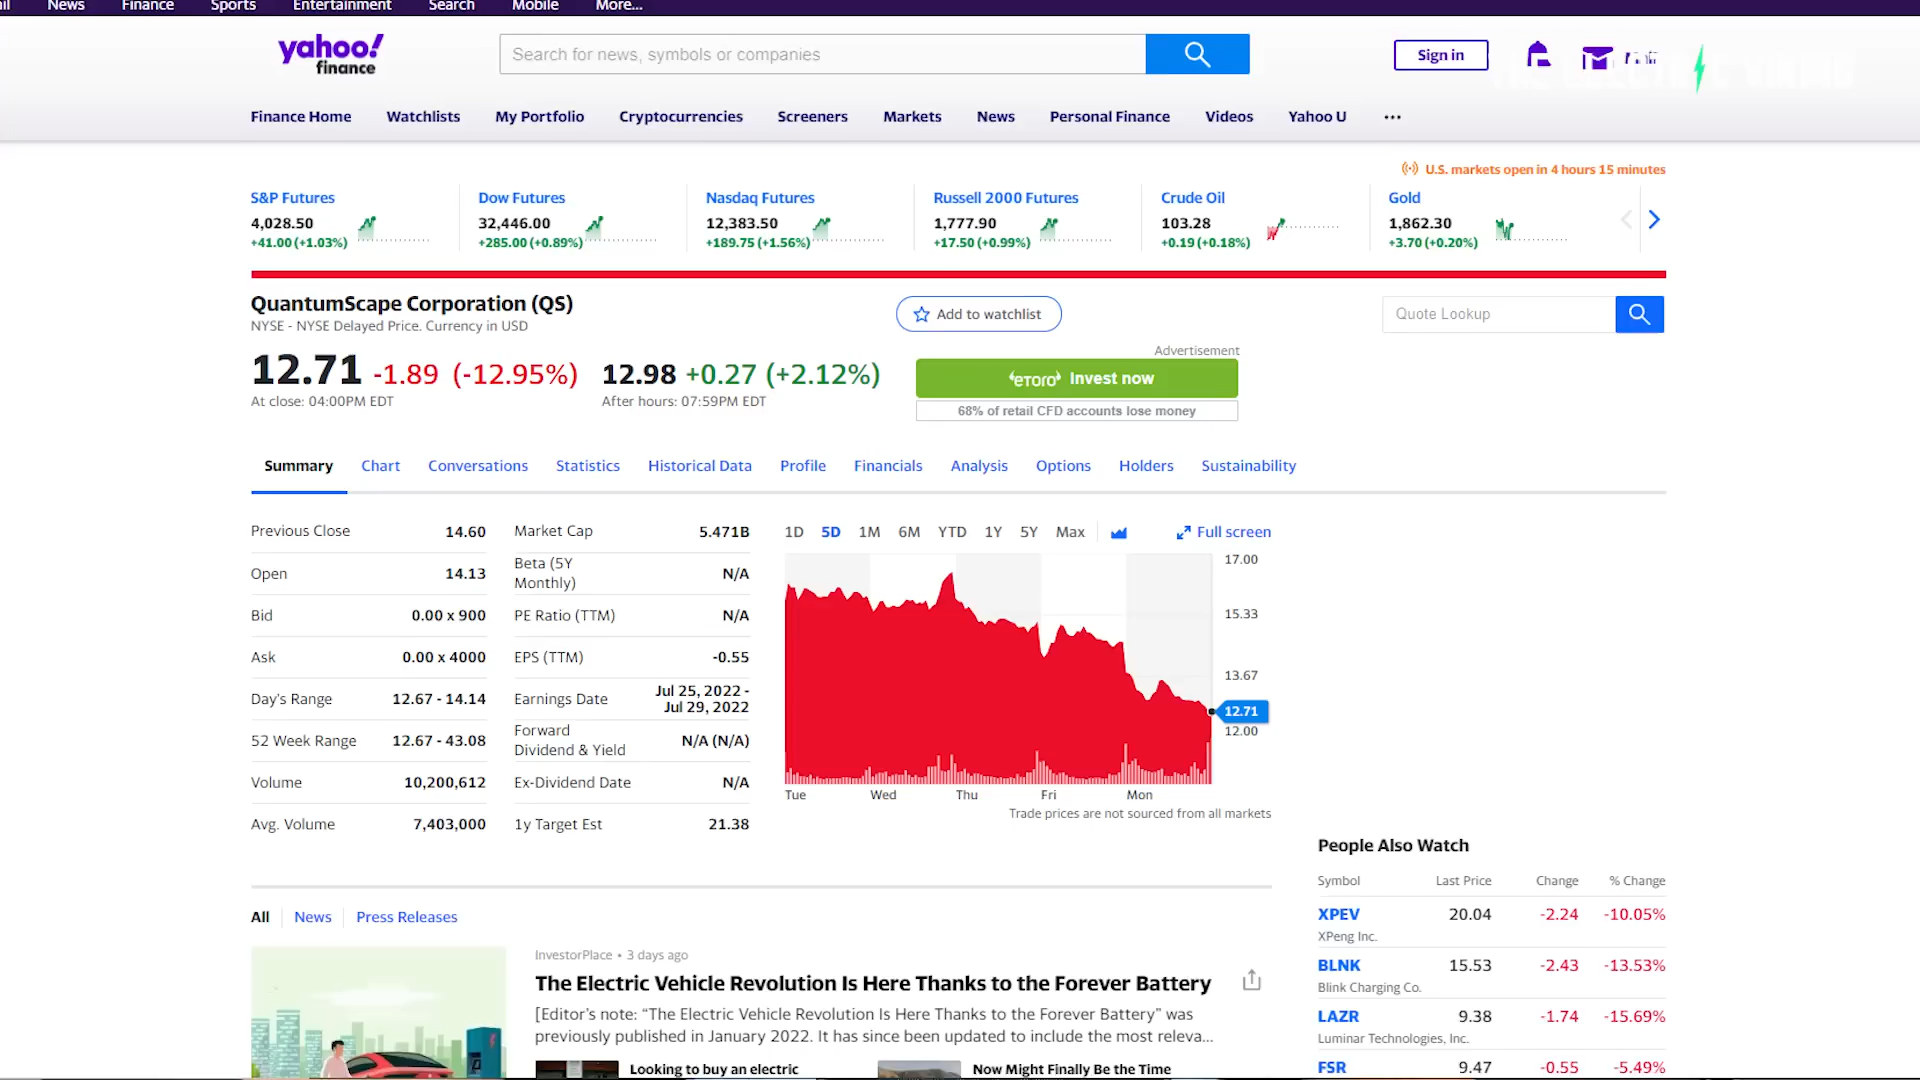 News Finance Sports Entertainment Search Mobile More...
yahoo!
finance
Search for news, symbols or companies
Sign in
Finance Home Watchlists My Portfolio Cryptocurrencies Screeners Markets News Personal Finance Videos Yahoo U ...
U.S. markets open in 4 hours 15 minutes
S&P Futures Dow Futures Nasdaq Futures Russell 2000 Futures Crude Oil Gold
4,028.50 32,446.00 12,383.50 1,777.90 103.28 1,862.30
+41.00 (+1.03%) +285.00 (+0.89%) +189.75 (+1.56%) +17.50 (+0.99%) +0.19 (+0.18%) +3.70 (+0.20%)
QuantumScape Corporation (QS)
NYSE - NYSE Delayed Price. Currency in USD
Add to watchlist
Quote Lookup
12.71 -1.89 (-12.95%) 12.98 +0.27 (+2.12%)
At close: 04:00PM EDT After hours: 07:59PM EDT
Advertisement
eToro Invest now
68% of retail CFD accounts lose money
Summary Chart Conversations Statistics Historical Data Profile Financials Analysis Options Holders Sustainability
Previous Close 14.60
Open 14.13
Bid 0.00 x 900
Ask 0.00 x 4000
Day's Range 12.67 - 14.14
52 Week Range 12.67 - 43.08
Volume 10,200,612
Avg. Volume 7,403,000
Market Cap 5.471B
Beta (5Y
Monthly) N/A
PE Ratio (TTM) N/A
EPS (TTM) -0.55
Earnings Date Jul 25, 2022 -
Jul 29, 2022
Forward
Dividend & Yield N/A (N/A)
Ex-Dividend Date N/A
1y Target Est 21.38
1D 5D 1M 6M YTD 1Y 5Y Max Full screen
17.00
15.33
13.67
12.71
12.00
Tue Wed Thu Fri Mon
Trade prices are not sourced from all markets
People Also Watch
Symbol Last Price Change % Change
XPEV 20.04 -2.24 -10.05%
XPeng Inc.
BLNK 15.53 -2.43 -13.53%
Blink Charging Co.
LAZR 9.38 -1.74 -15.69%
Luminar Technologies, Inc.
FSR 9.47 -0.55 -5.49%
All News Press Releases
InvestorPlace • 3 days ago
The Electric Vehicle Revolution Is Here Thanks to the Forever Battery
[Editor's note: “The Electric Vehicle Revolution Is Here Thanks to the Forever Battery” was
previously published in January 2022. It has since been updated to include the most releva...
Looking to buy an electric Now Might Finally Be the Time